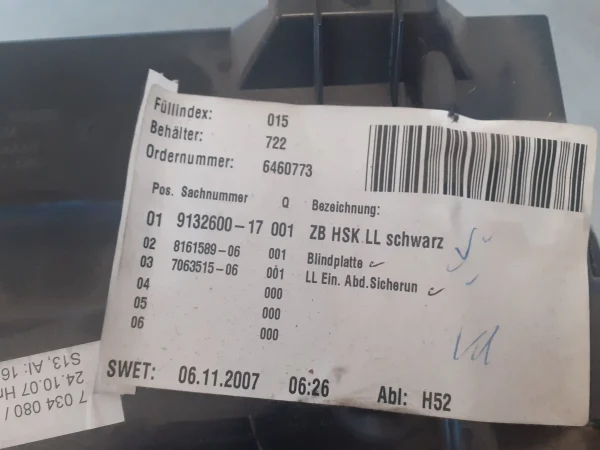 Füllindex: 015
Behälter: 722
Ordernummer: 6460773
Pos. Sachnummer Q Bezeichnung:
01 9132600-17 001 ZB HSK LL schwarz
02 8161589-06 001 Blindplatte
03 7063515-06 001 LL Ein. Abd.Sicherun
04 000
05 000
06 000
SWET: 06.11.2007 06:26 Abl: H52
7 034 080 /
24.10.07
S13, AI: 16